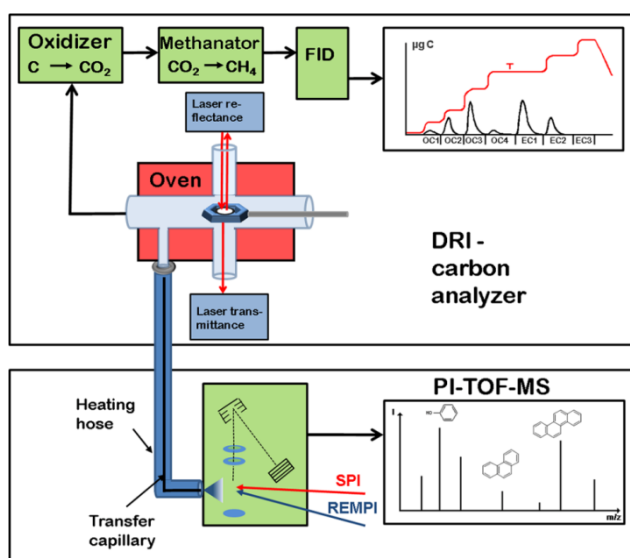 Oxidizer
C → CO₂
Methanator
CO₂ → CH₄
FID
µg C
T
OC1 OC2 OC3 OC4 EC1 EC2 EC3
Laser re-
flectance
Oven
Laser trans-
mittance
DRI -
carbon
analyzer
PI-TOF-MS
Heating
hose
Transfer
capillary
SPI
REMPI
I
HO
m/z